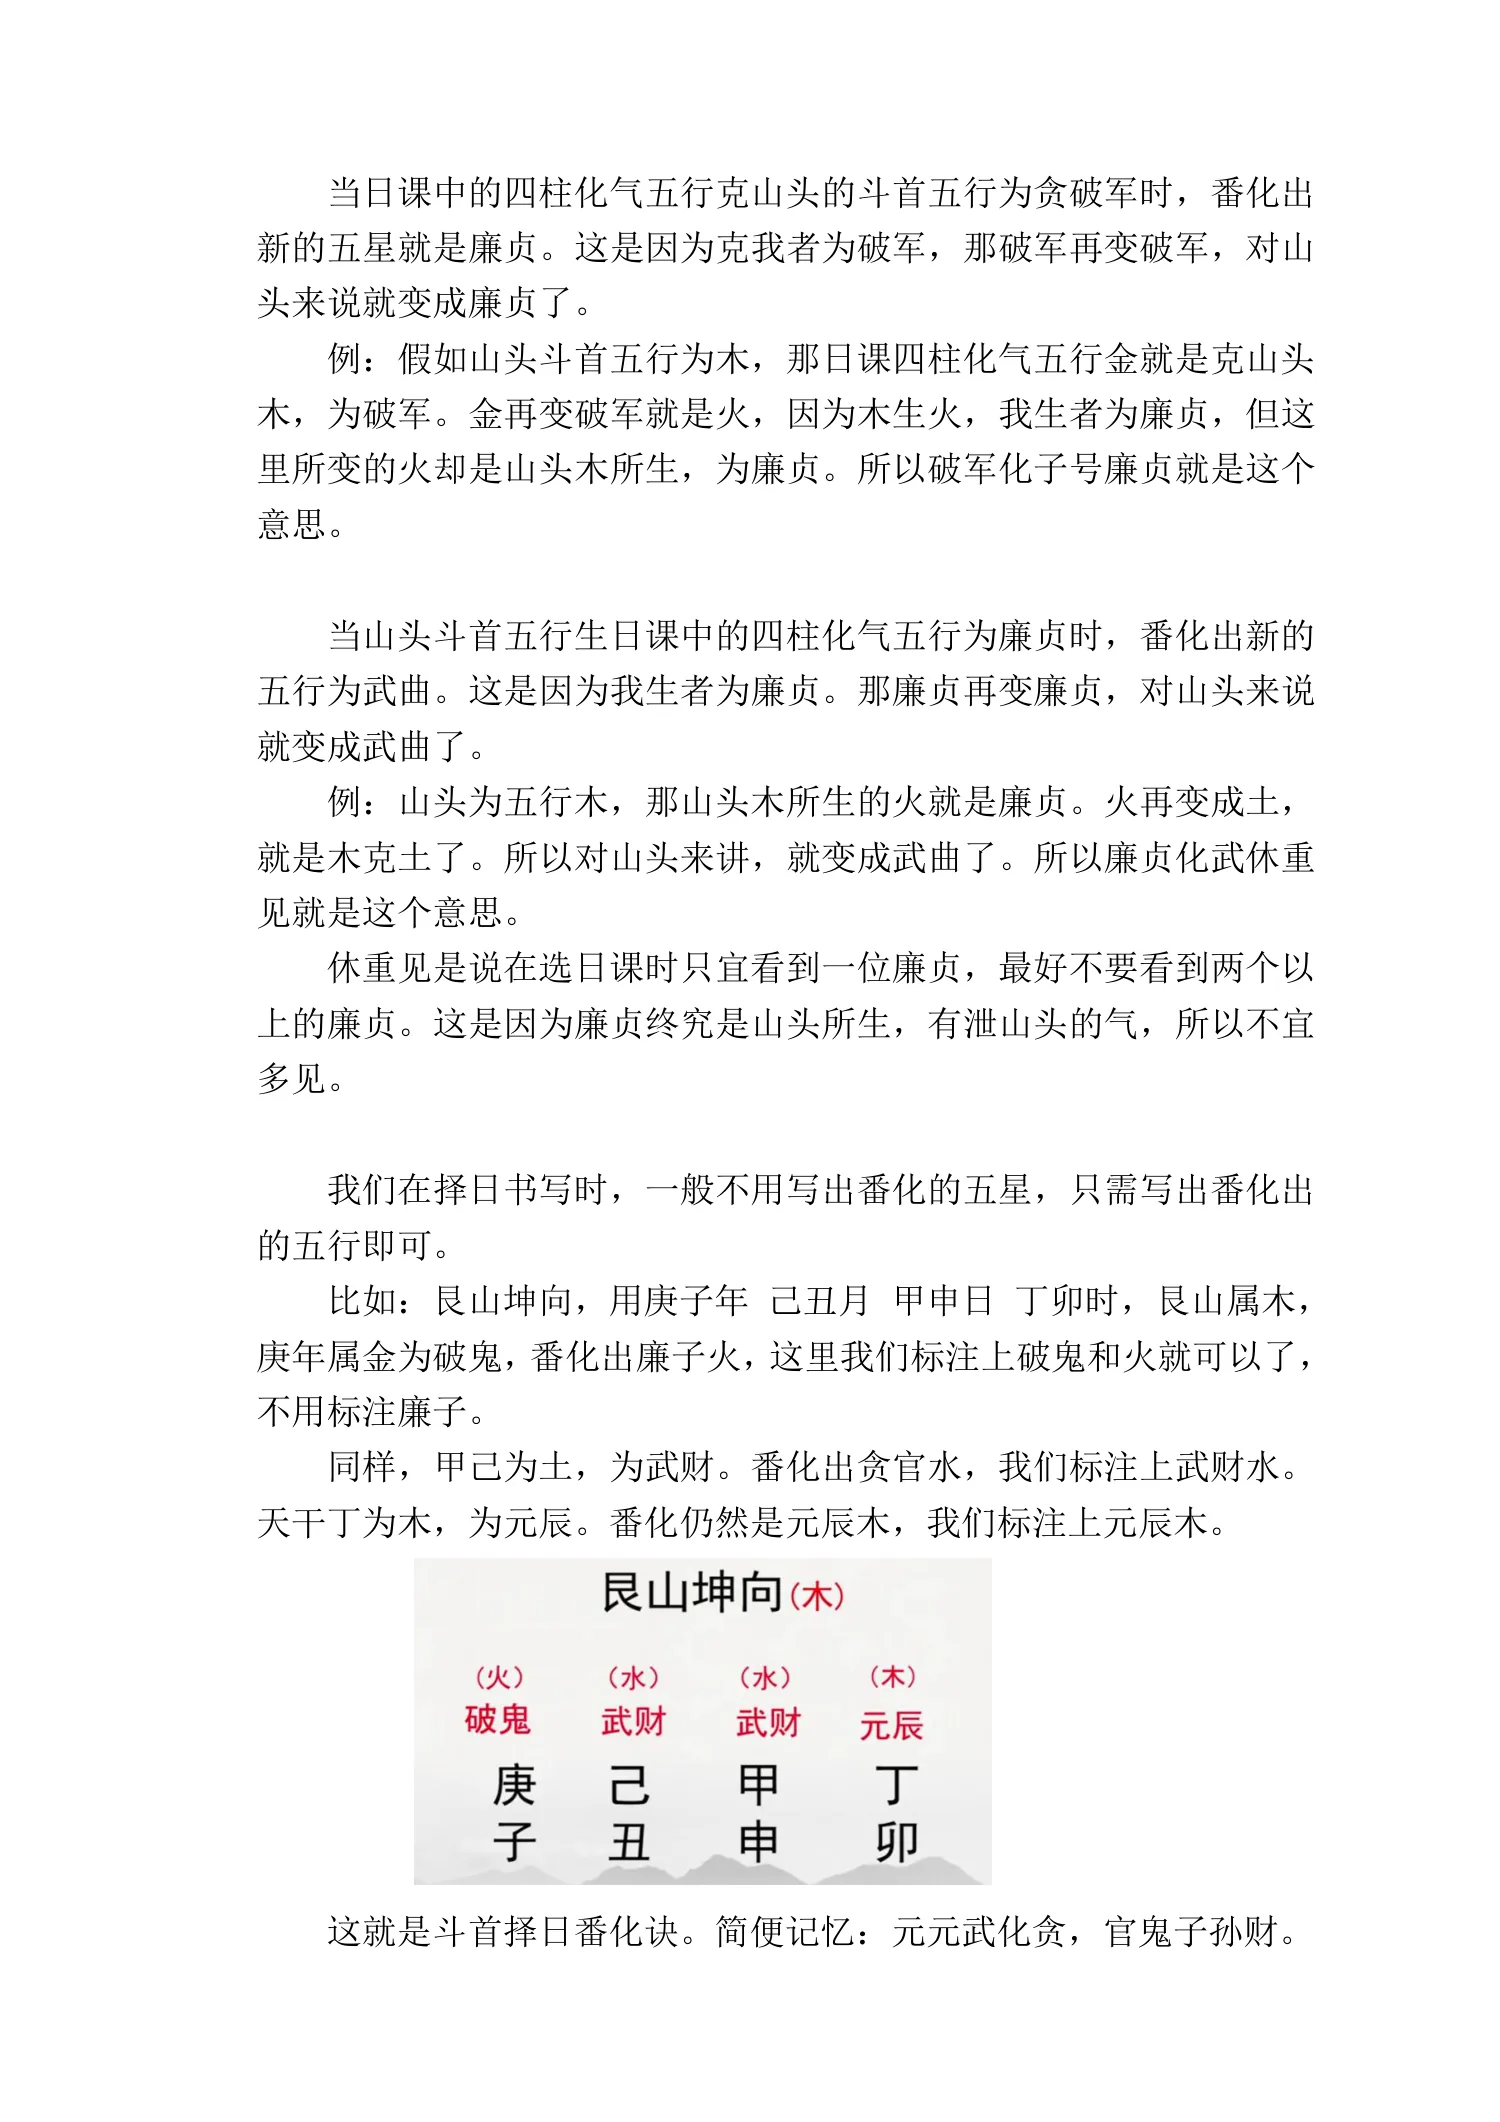 当日课中的四柱化气五行克山头的斗首五行为贪破军时，番化出
新的五星就是廉贞。这是因为克我者为破军，那破军再变破军，对山
头来说就变成廉贞了。
例：假如山头斗首五行为木，那日课四柱化气五行金就是克山头
木，为破军。金再变破军就是火，因为木生火，我生者为廉贞，但这
里所变的火却是山头木所生，为廉贞。所以破军化子号廉贞就是这个
意思。
当山头斗首五行生日课中的四柱化气五行为廉贞时，番化出新的
五行为武曲。这是因为我生者为廉贞。那廉贞再变廉贞，对山头来说
就变成武曲了。
例：山头为五行木，那山头木所生的火就是廉贞。火再变成土，
就是木克土了。所以对山头来讲，就变成武曲了。所以廉贞化武休重
见就是这个意思。
休重见是说在选日课时只宜看到一位廉贞，最好不要看到两个以
上的廉贞。这是因为廉贞终究是山头所生，有泄山头的气，所以不宜
多见。
我们在择日书写时，一般不用写出番化的五星，只需写出番化出
的五行即可。
比如：艮山坤向，用庚子年 己丑月 甲申日 丁卯时，艮山属木，
庚年属金为破鬼，番化出廉子火，这里我们标注上破鬼和火就可以了，
不用标注廉子。
同样，甲己为土，为武财。番化出贪官水，我们标注上武财水。
天干丁为木，为元辰。番化仍然是元辰木，我们标注上元辰木。
艮山坤向(木)
（火） （水） （水） （木）
破鬼 武财 武财 元辰
庚 己 甲 丁
子 丑 申 卯
这就是斗首择日番化诀。简便记忆：元元武化贪，官鬼子孙财。